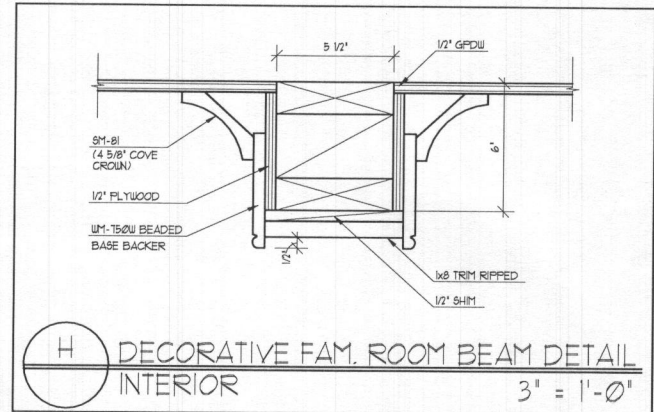 5 1/2"
1/2" GPDW
SM-81
(4 5/8" COVE
CROWN)
6"
1/2" PLYWOOD
WM-750W BEADED
BASE BACKER
1/2"
1x8 TRIM RIPPED
1/2" SHIM
H
DECORATIVE FAM. ROOM BEAM DETAIL
INTERIOR
3" = 1'-0"